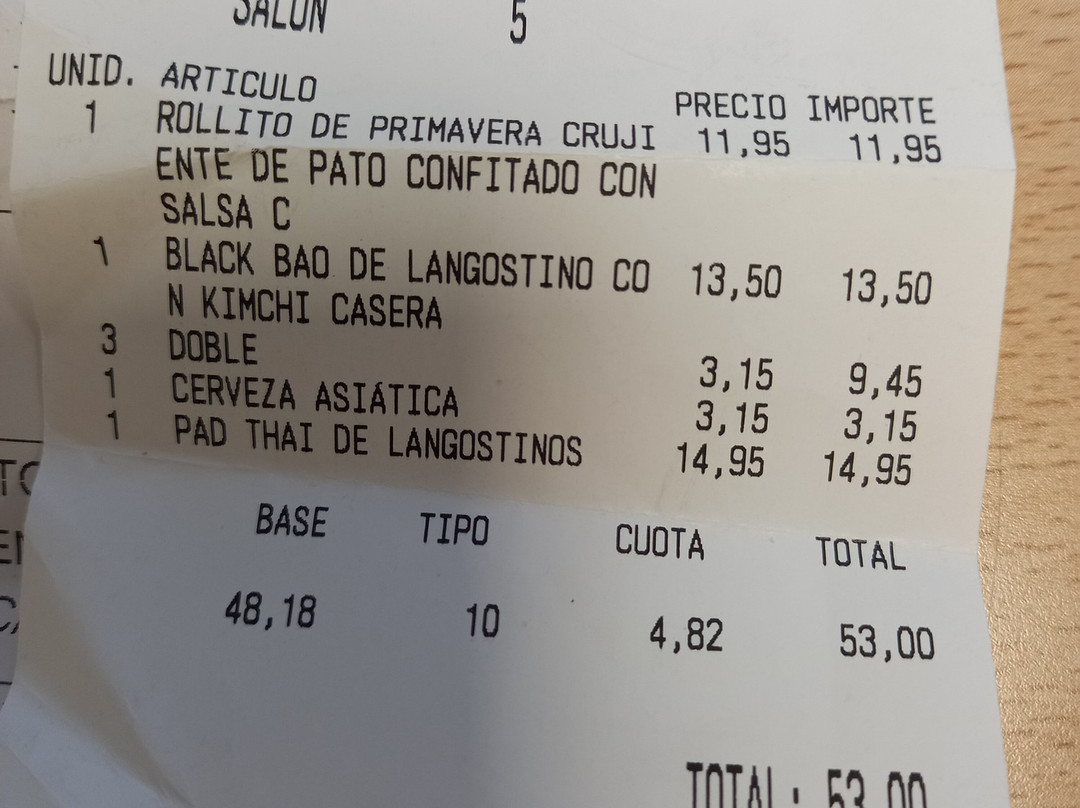 SALON 5
UNID. ARTICULO PRECIO IMPORTE
1 ROLLITO DE PRIMAVERA CRUJI 11,95 11,95
ENTE DE PATO CONFITADO CON
SALSA C
1 BLACK BAO DE LANGOSTINO CO 13,50 13,50
N KIMCHI CASERA
3 DOBLE 3,15 9,45
1 CERVEZA ASIÁTICA 3,15 3,15
1 PAD THAI DE LANGOSTINOS 14,95 14,95
BASE TIPO CUOTA TOTAL
48,18 10 4,82 53,00
TOTAL: 53,00